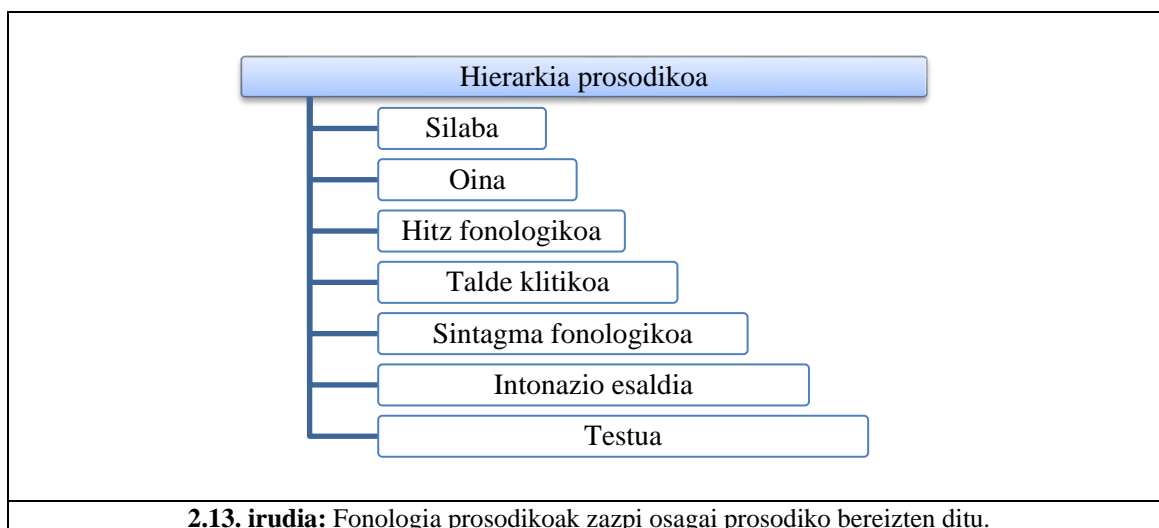 Hierarkia prosodikoa
Silaba
Oina
Hitz fonologikoa
Talde klitikoa
Sintagma fonologikoa
Intonazio esaldia
Testua
2.13. irudia: Fonologia prosodikoak zazpi osagai prosodiko bereizten ditu.